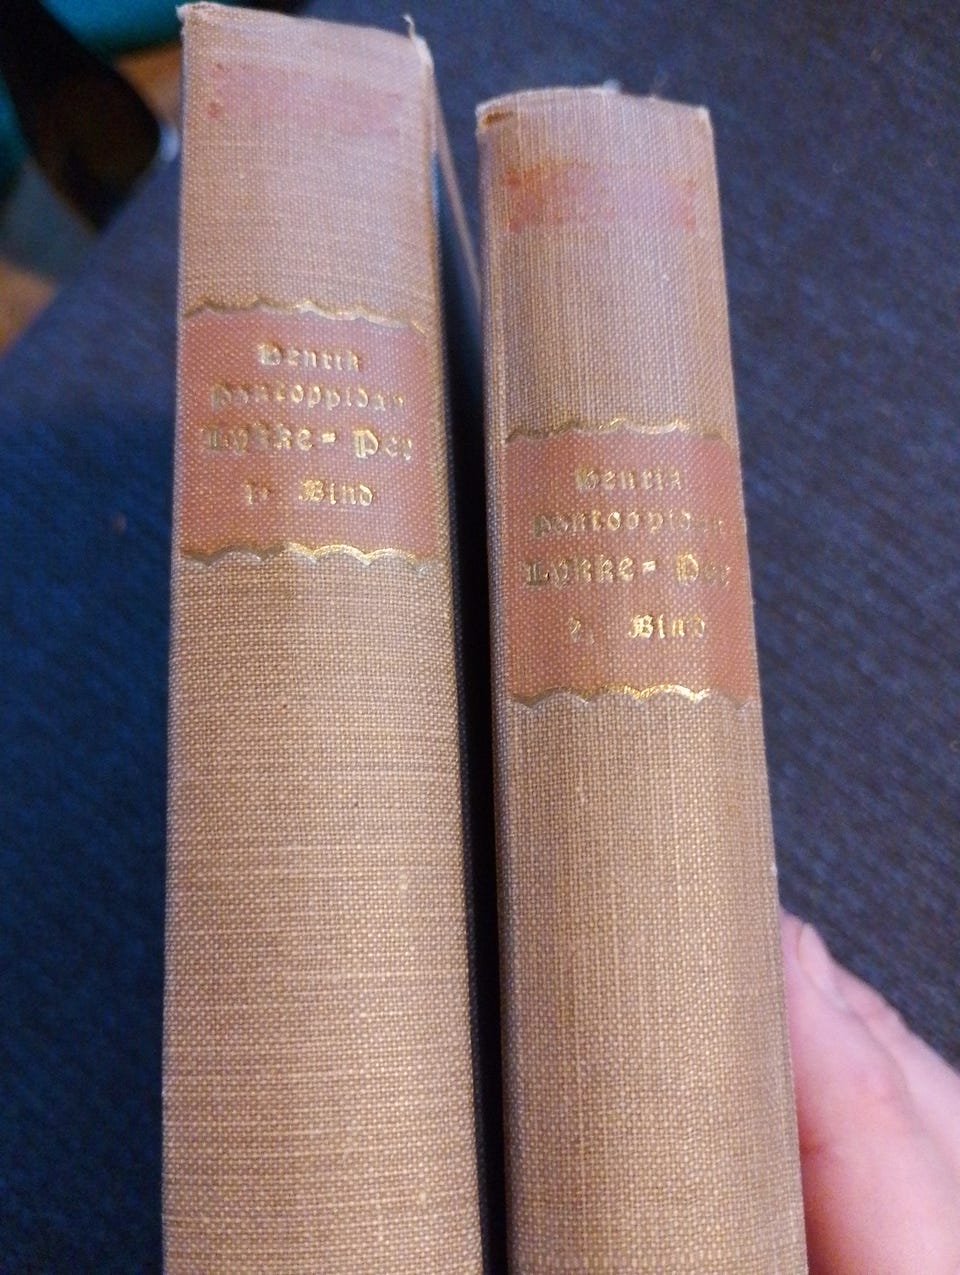 Henrik
Pontoppidan
Lykke= Per
1. Bind
Henrik
Pontoppidan
Lykke= Per
2. Bind